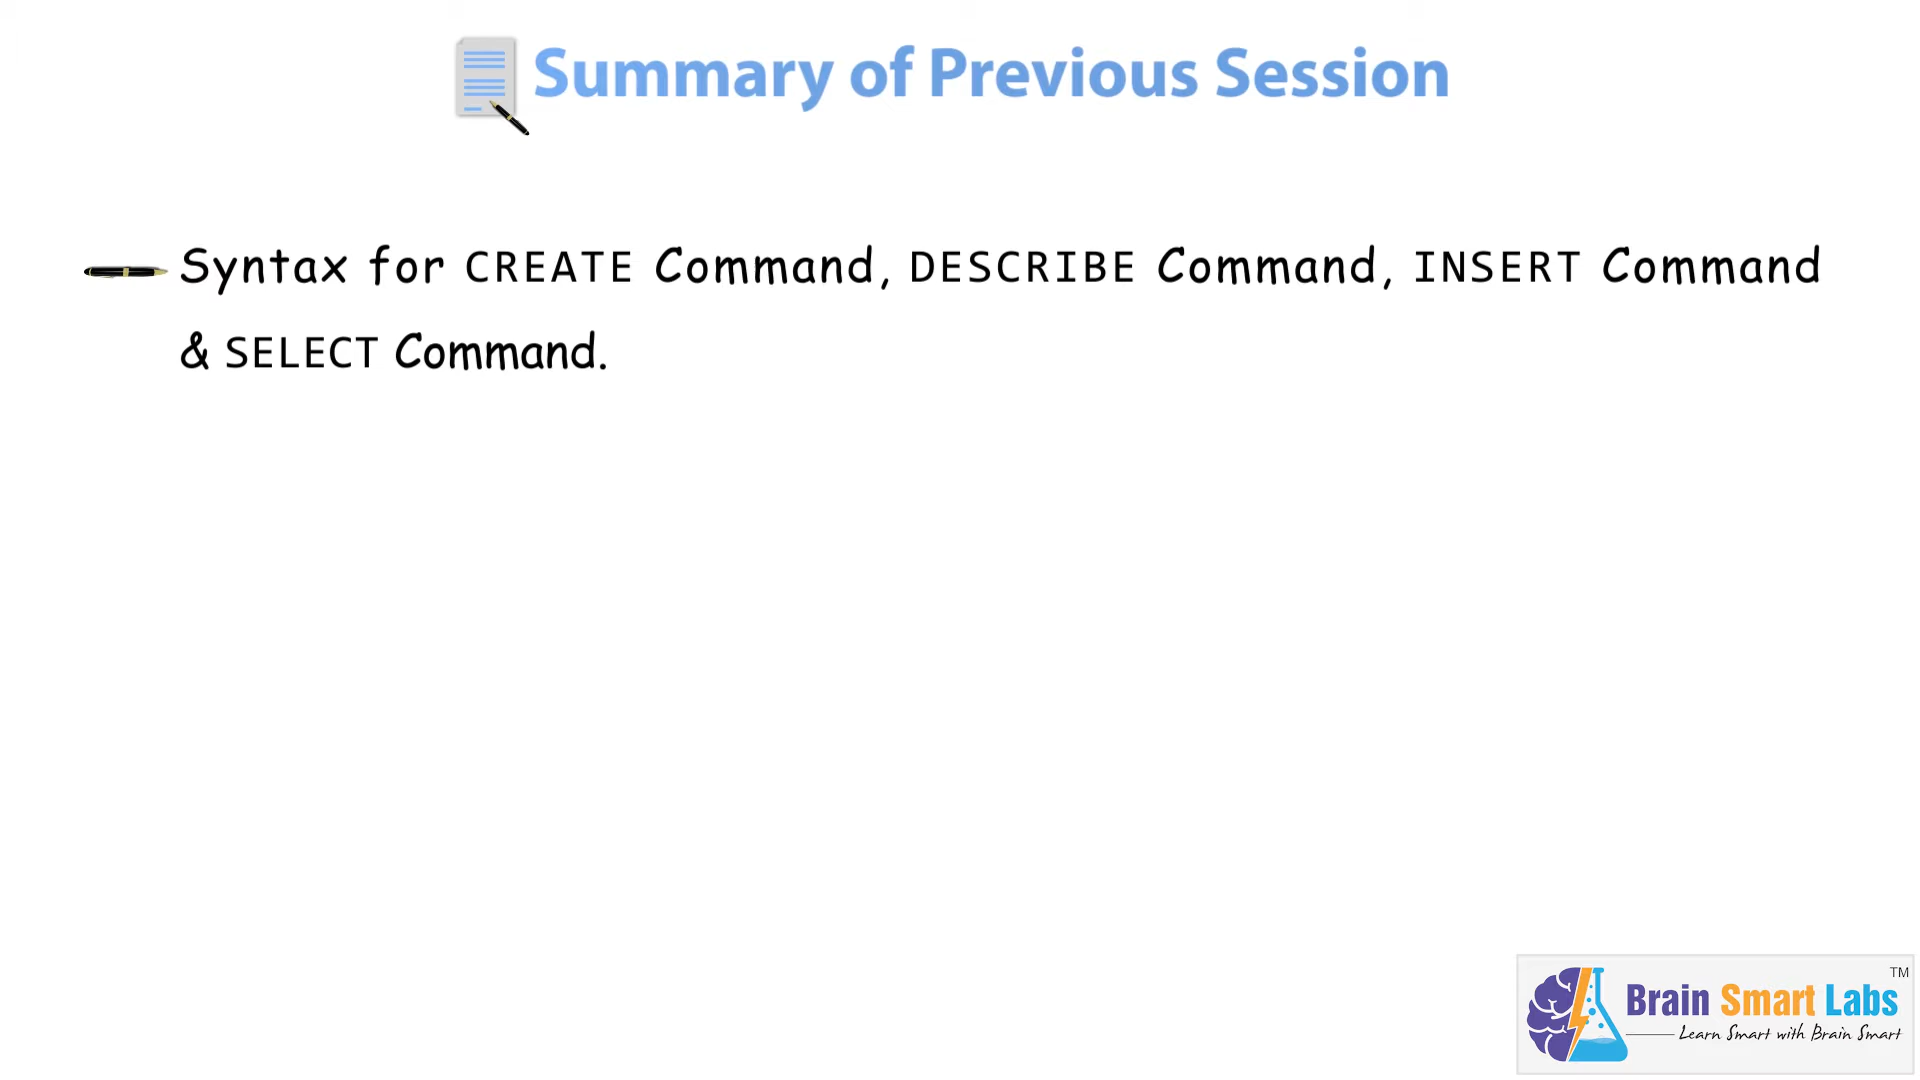 Summary of Previous Session
Syntax for CREATE Command, DESCRIBE Command, INSERT Command
& SELECT Command.
TM
Brain Smart Labs
Learn Smart with Brain Smart